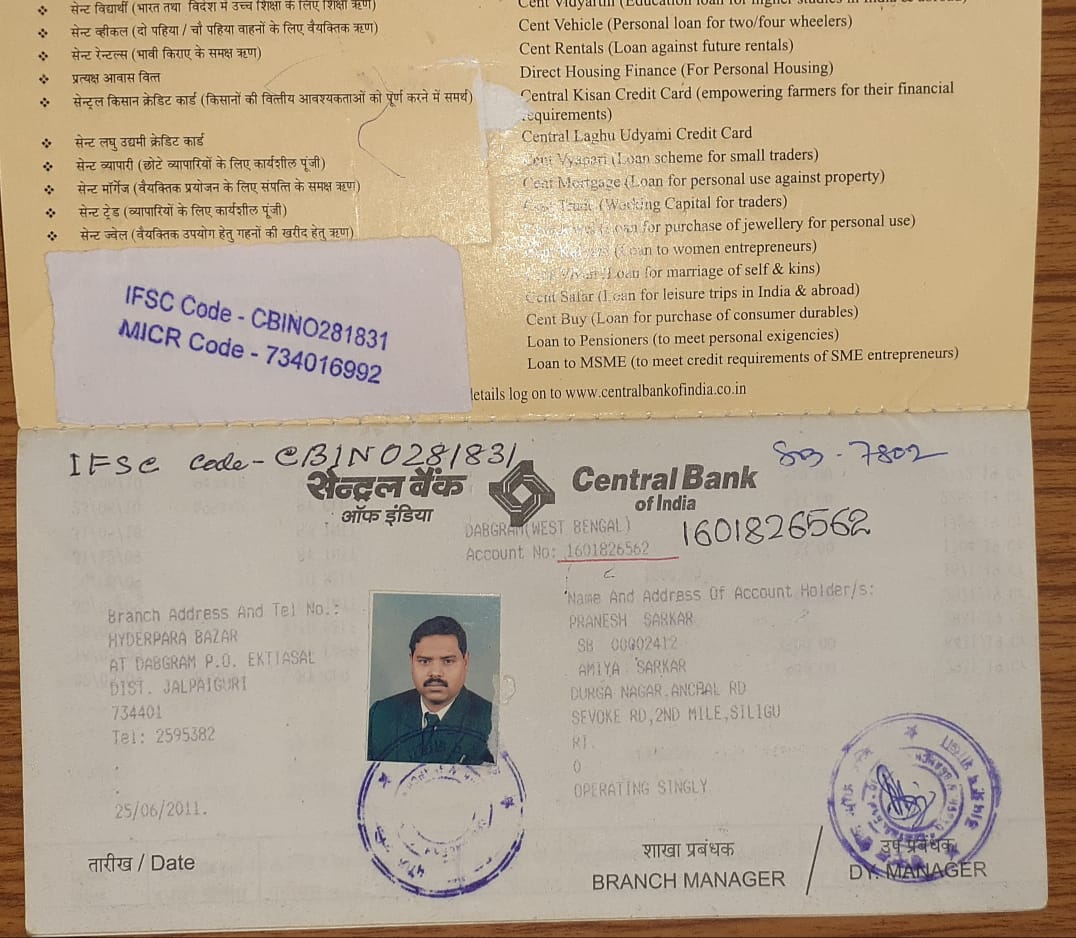 ❖ सेन्ट विद्यार्थी (भारत तथा विदेश में उच्च शिक्षा के लिए शिक्षा ऋण)
❖ सेन्ट व्हीकल (दो पहिया / चौ पहिया वाहनों के लिए वैयक्तिक ऋण)
❖ सेन्ट रेन्टल्स (भावी किराए के समक्ष ऋण)
❖ प्रत्यक्ष आवास वित्त
❖ सेन्ट्रल किसान क्रेडिट कार्ड (किसानों की वित्तीय आवश्यकताओं को पूर्ण करने में समर्थ)
❖ सेन्ट लघु उद्यमी क्रेडिट कार्ड
❖ सेन्ट व्यापारी (छोटे व्यापारियों के लिए कार्यशील पूंजी)
❖ सेन्ट मॉर्गेज (वैयक्तिक प्रयोजन के लिए संपत्ति के समक्ष ऋण)
❖ सेन्ट ट्रेड (व्यापारियों के लिए कार्यशील पूंजी)
❖ सेन्ट ज्वेल (वैयक्तिक उपयोग हेतु गहनों की खरीद हेतु ऋण)
Cent Vidyarthi (Education loan for higher studies in India & abroad)
Cent Vehicle (Personal loan for two/four wheelers)
Cent Rentals (Loan against future rentals)
Direct Housing Finance (For Personal Housing)
Central Kisan Credit Card (empowering farmers for their financial
requirements)
Central Laghu Udyami Credit Card
Cent Vyapari (Loan scheme for small traders)
Cent Mortgage (Loan for personal use against property)
Cent Trade (Working Capital for traders)
(Loan for purchase of jewellery for personal use)
(Loan to women entrepreneurs)
(Loan for marriage of self & kins)
Cent Safar (Loan for leisure trips in India & abroad)
Cent Buy (Loan for purchase of consumer durables)
Loan to Pensioners (to meet personal exigencies)
Loan to MSME (to meet credit requirements of SME entrepreneurs)
details log on to www.centralbankofindia.co.in
IFSC Code - CBINO281831
MICR Code - 734016992
IFSC Code - CBINO281831
SB - 7802
सेन्ट्रल बैंक
ऑफ इंडिया
Central Bank
of India
DABGRAM(WEST BENGAL)
Account No: 1601826562
1601826562
Branch Address And Tel No.:
HYDERPARA BAZAR
AT DABGRAM P.O. EKTIASAL
DIST. JALPAIGURI
734401
Tel: 2595382
25/06/2011.
तारीख / Date
Name And Address Of Account Holder/s:
PRANESH SARKAR
SB 00002412
AMIYA SARKAR
DURGA NAGAR.ANCHAL RD
SEVOKE RD,2ND MILE,SILIGU
RI.
0
OPERATING SINGLY.
शाखा प्रबंधक
BRANCH MANAGER
/
उप प्रबंधक
DY. MANAGER